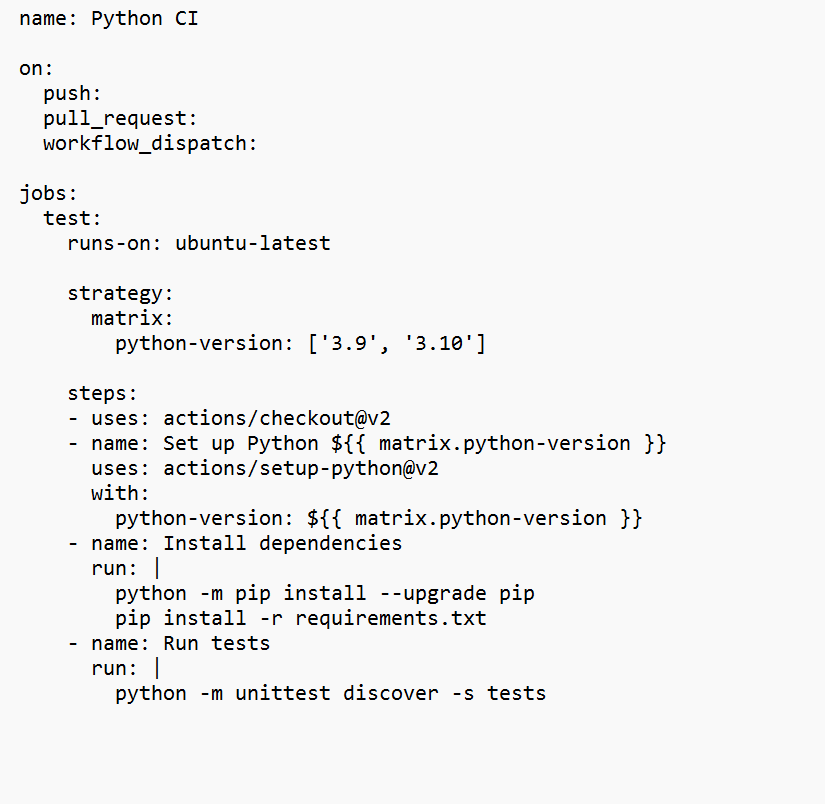 name: Python CI

on:
  push:
  pull_request:
  workflow_dispatch:

jobs:
  test:
    runs-on: ubuntu-latest

    strategy:
      matrix:
        python-version: ['3.9', '3.10']

    steps:
    - uses: actions/checkout@v2
    - name: Set up Python ${{ matrix.python-version }}
      uses: actions/setup-python@v2
      with:
        python-version: ${{ matrix.python-version }}
    - name: Install dependencies
      run: |
        python -m pip install --upgrade pip
        pip install -r requirements.txt
    - name: Run tests
      run: |
        python -m unittest discover -s tests